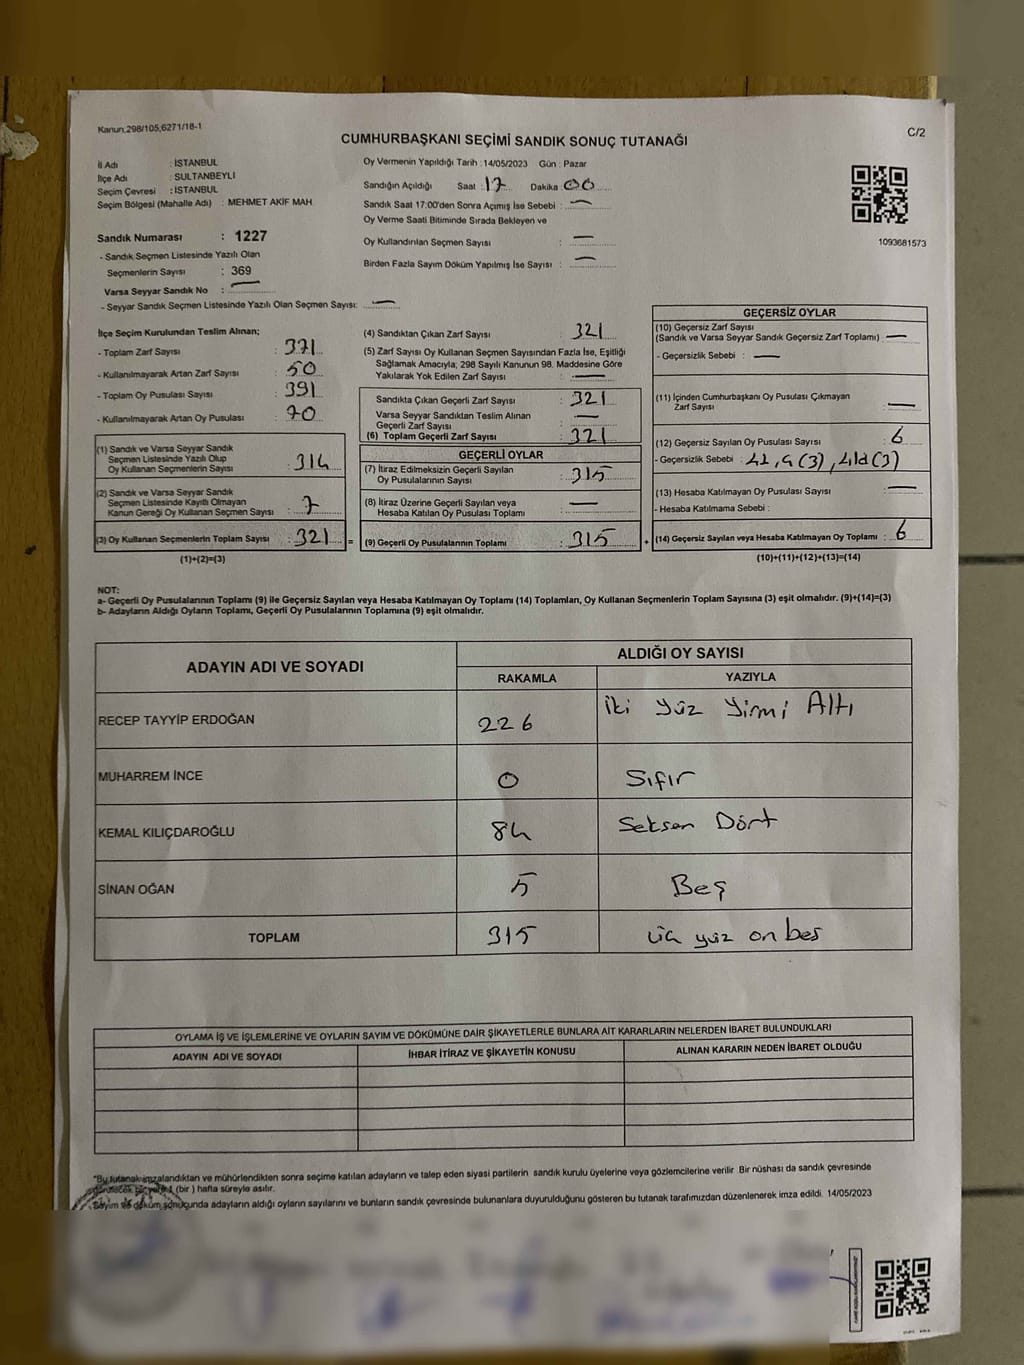 Kanun,298/105,6271/18-1
C/2
CUMHURBAŞKANI SEÇİMİ SANDIK SONUÇ TUTANAĞI
İl Adı : İSTANBUL
İlçe Adı : SULTANBEYLİ
Seçim Çevresi : İSTANBUL
Seçim Bölgesi (Mahalle Adı) : MEHMET AKİF MAH
Oy Vermenin Yapıldığı Tarih :14/05/2023 Gün : Pazar
Sandığın Açıldığı Saat :17 Dakika :00
Sandık Saat 17:00'den Sonra Açımış İse Sebebi : —
Oy Verme Saati Bitiminde Sırada Bekleyen ve
Oy Kullandırılan Seçmen Sayısı : —
Birden Fazla Sayım Döküm Yapılmış İse Sayısı : —
1093681573
Sandık Numarası : 1227
- Sandık Seçmen Listesinde Yazılı Olan
Seçmenlerin Sayısı : 369
Varsa Seyyar Sandık No : —
- Seyyar Sandık Seçmen Listesinde Yazılı Olan Seçmen Sayısı: —
İlçe Seçim Kurulundan Teslim Alınan;
- Toplam Zarf Sayısı : 371
- Kullanılmayarak Artan Zarf Sayısı : 50
- Toplam Oy Pusulası Sayısı : 391
- Kullanılmayarak Artan Oy Pusulası : 70
(1) Sandık ve Varsa Seyyar Sandık
Seçmen Listesinde Yazılı Olup
Oy Kullanan Seçmenlerin Sayısı : 314
(2) Sandık ve Varsa Seyyar Sandık
Seçmen Listesinde Kayıtlı Olmayan
Kanun Gereği Oy Kullanan Seçmen Sayısı : 7
(3) Oy Kullanan Seçmenlerin Toplam Sayısı : 321 =
(1)+(2)=(3)
(4) Sandıktan Çıkan Zarf Sayısı : 321
(5) Zarf Sayısı Oy Kullanan Seçmen Sayısından Fazla İse, Eşitliği
Sağlamak Amacıyla; 298 Sayılı Kanunun 98. Maddesine Göre
Yakılarak Yok Edilen Zarf Sayısı : —
Sandıkta Çıkan Geçerli Zarf Sayısı : 321
Varsa Seyyar Sandıktan Teslim Alınan
Geçerli Zarf Sayısı : —
(6) Toplam Geçerli Zarf Sayısı : 321
GEÇERLİ OYLAR
(7) İtiraz Edilmeksizin Geçerli Sayılan
Oy Pusulalarının Sayısı : 315
(8) İtiraz Üzerine Geçerli Sayılan veya
Hesaba Katılan Oy Pusulası Toplamı : —
(9) Geçerli Oy Pusulalarının Toplamı : 315 +
GEÇERSİZ OYLAR
(10) Geçersiz Zarf Sayısı
(Sandık ve Varsa Seyyar Sandık Geçersiz Zarf Toplamı) : —
- Geçersizlik Sebebi : —
(11) İçinden Cumhurbaşkanı Oy Pusulası Çıkmayan
Zarf Sayısı : —
(12) Geçersiz Sayılan Oy Pusulası Sayısı : 6
- Geçersizlik Sebebi :
(13) Hesaba Katılmayan Oy Pusulası Sayısı : —
- Hesaba Katılmama Sebebi :
(14) Geçersiz Sayılan veya Hesaba Katılmayan Oy Toplamı : 6
(10)+(11)+(12)+(13)=(14)
NOT:
a- Geçerli Oy Pusulalarının Toplamı (9) ile Geçersiz Sayılan veya Hesaba Katılmayan Oy Toplamı (14) Toplamları, Oy Kullanan Seçmenlerin Toplam Sayısına (3) eşit olmalıdır. (9)+(14)=(3)
b- Adayların Aldığı Oyların Toplamı, Geçerli Oy Pusulalarının Toplamına (9) eşit olmalıdır.
ADAYIN ADI VE SOYADI
ALDIĞI OY SAYISI
RAKAMLA YAZIYLA
RECEP TAYYİP ERDOĞAN 226 İki yüz yirmi Altı
MUHARREM İNCE 0 Sıfır
KEMAL KILIÇDAROĞLU 84 Seksen Dört
SİNAN OĞAN 5 Beş
TOPLAM 315 üç yüz on beş
OYLAMA İŞ VE İŞLEMLERİNE VE OYLARIN SAYIM VE DÖKÜMÜNE DAİR ŞİKAYETLERLE BUNLARA AİT KARARLARIN NELERDEN İBARET BULUNDUKLARI
ADAYIN ADI VE SOYADI İHBAR İTİRAZ VE ŞİKAYETİN KONUSU ALINAN KARARIN NEDEN İBARET OLDUĞU
*Bu tutanak imzalandıktan ve mühürlendikten sonra seçime katılan adayların ve talep eden siyasi partilerin sandık kurulu üyelerine veya gözlemcilerine verilir. Bir nüshası da sandık çevresinde
(bir ) hafta süreyle asılır.
Sayım ve döküm sonucunda adayların aldığı oyların sayılarını ve bunların sandık çevresinde bulunanlara duyurulduğunu gösteren bu tutanak tarafımızdan düzenlenerek imza edildi. 14/05/2023